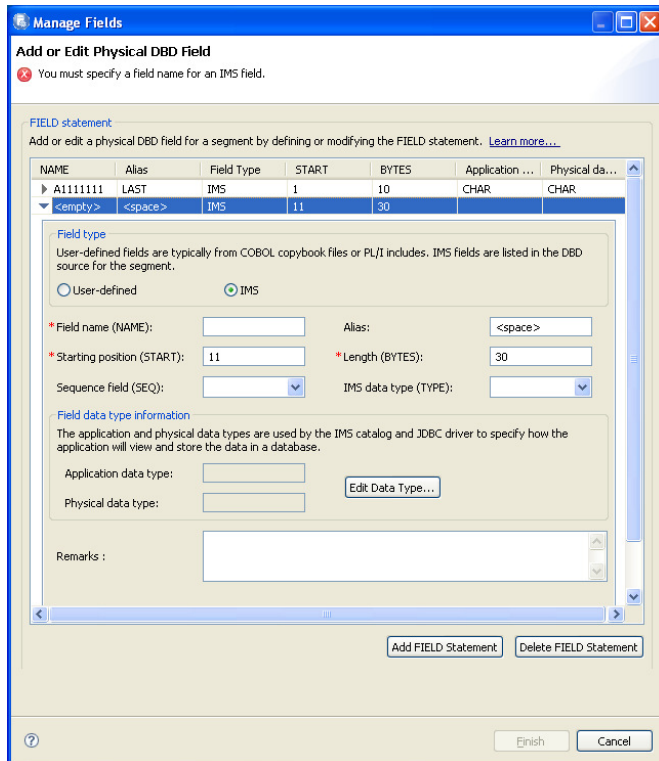 Manage Fields
Add or Edit Physical DBD Field
You must specify a field name for an IMS field.
FIELD statement
Add or edit a physical DBD field for a segment by defining or modifying the FIELD statement. Learn more...
NAME Alias Field Type START BYTES Application ... Physical da...
A1111111 LAST IMS 1 10 CHAR CHAR
<empty> <space> IMS 11 30
Field type
User-defined fields are typically from COBOL copybook files or PL/I includes. IMS fields are listed in the DBD
source for the segment.
User-defined IMS
*Field name (NAME): Alias: <space>
*Starting position (START): 11 *Length (BYTES): 30
Sequence field (SEQ): IMS data type (TYPE):
Field data type information
The application and physical data types are used by the IMS catalog and JDBC driver to specify how the
application will view and store the data in a database.
Application data type:
Edit Data Type...
Physical data type:
Remarks :
Add FIELD Statement Delete FIELD Statement
? Finish Cancel